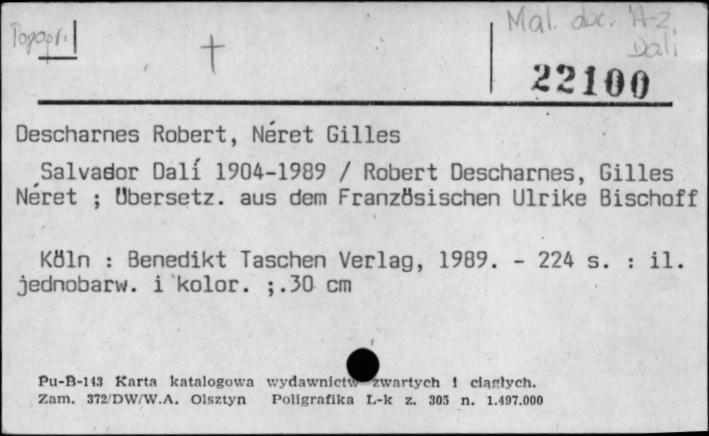 Mal. obc. A-Z
Dali
22100
Descharnes Robert, Néret Gilles
Salvador Dalí 1904-1989 / Robert Descharnes, Gilles
Néret ; Übersetz. aus dem Französischen Ulrike Bischoff
Köln : Benedikt Taschen Verlag, 1989. - 224 s. : il.
jednobarw. i kolor. ;.30 cm
Pu-B-143 Karta katalogowa wydawnictw zwartych i ciągłych.
Zam. 372/DW/W.A. Olsztyn Poligrafika L-k z. 305 n. 1.497.000